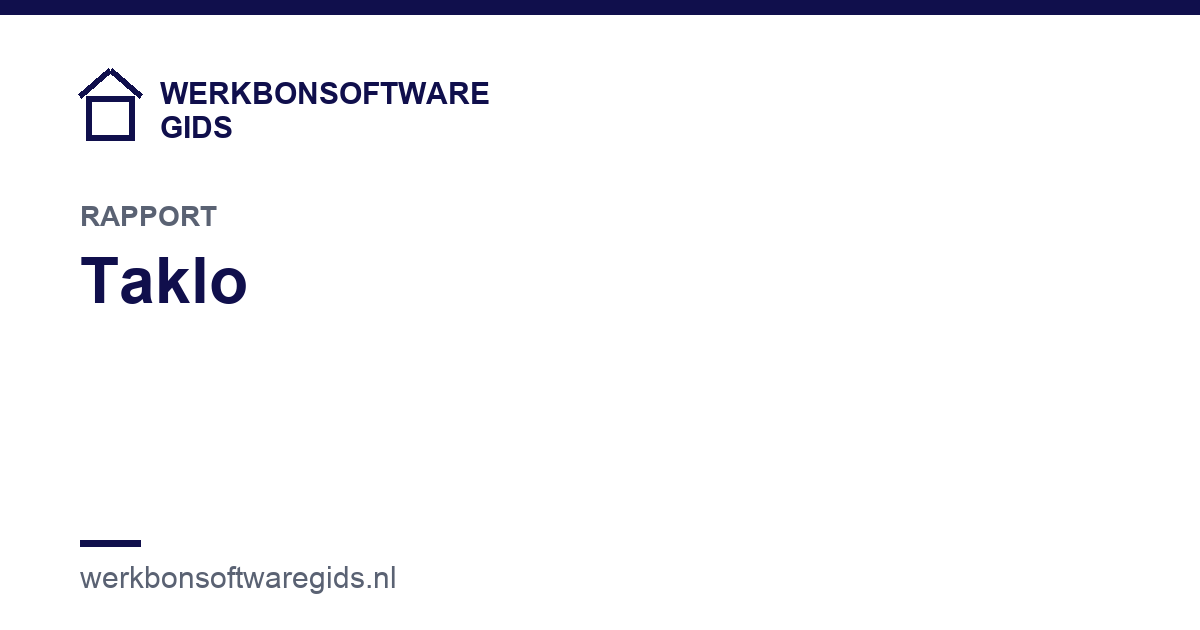 WERKBONSOFTWARE
GIDS
RAPPORT
Taklo
werkbonsoftwaregids.nl